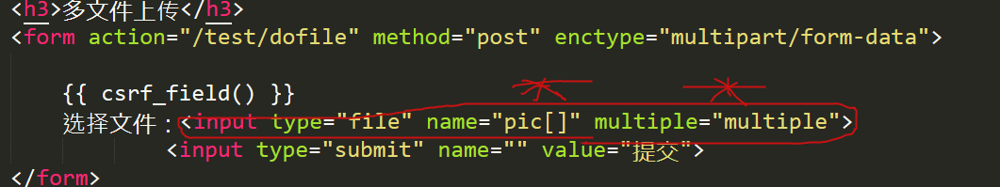 <h3>多文件上传</h3>
<form action="/test/dofile" method="post" enctype="multipart/form-data">
{{ csrf_field() }}
选择文件：<input type="file" name="pic[]" multiple="multiple">
<input type="submit" name="" value="提交">
</form>